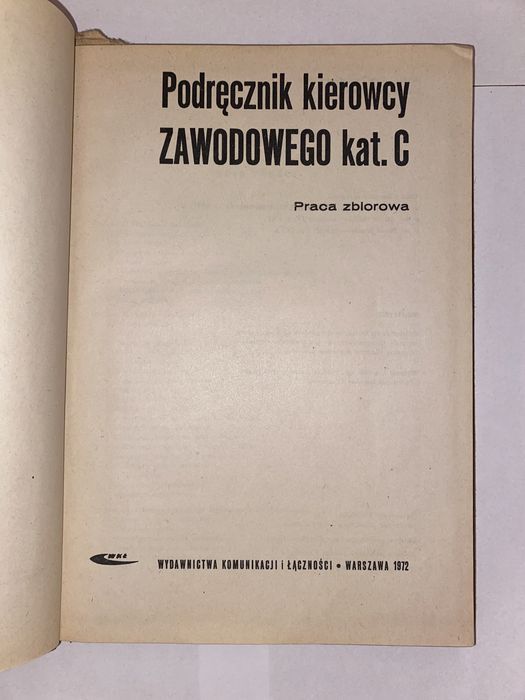 Podręcznik kierowcy
ZAWODOWEGO kat. C
Praca zbiorowa
WKŁ
WYDAWNICTWA KOMUNIKACJI i ŁĄCZNOŚCI • WARSZAWA 1972